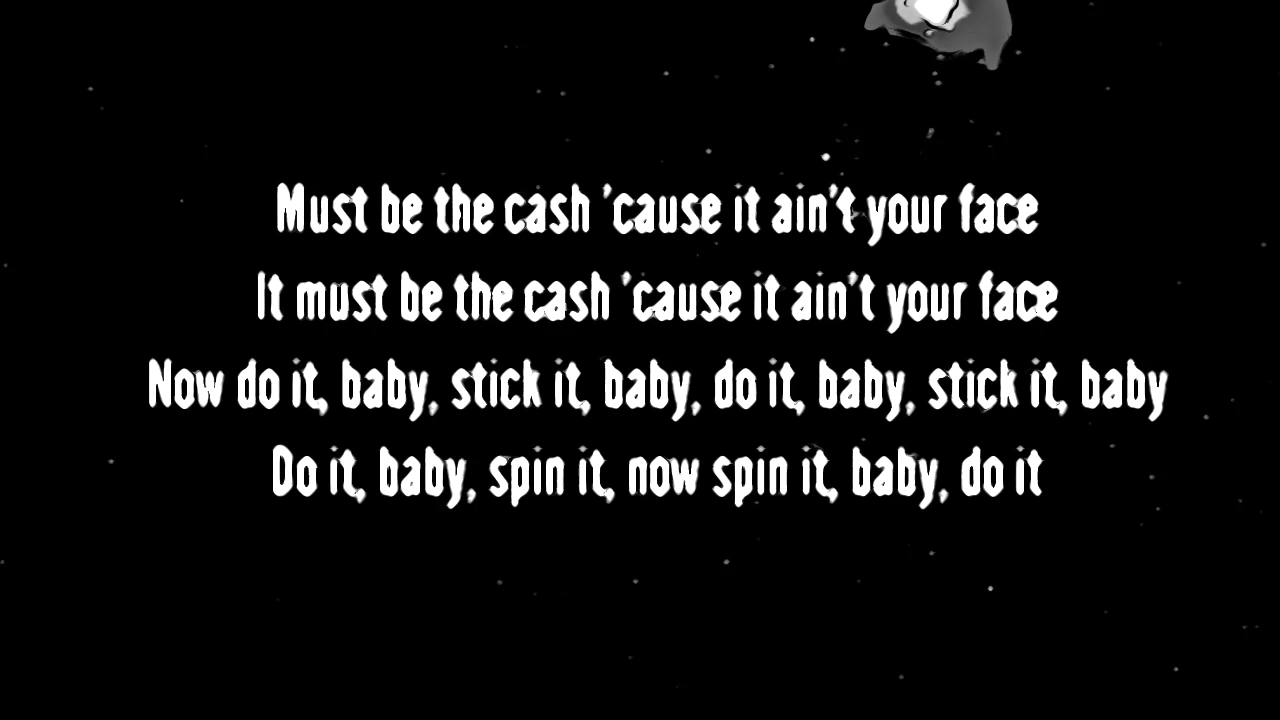 Must be the cash 'cause it ain't your face
It must be the cash 'cause it ain't your face
Now do it, baby, stick it, baby, do it, baby, stick it, baby
Do it, baby, spin it, now spin it, baby, do it